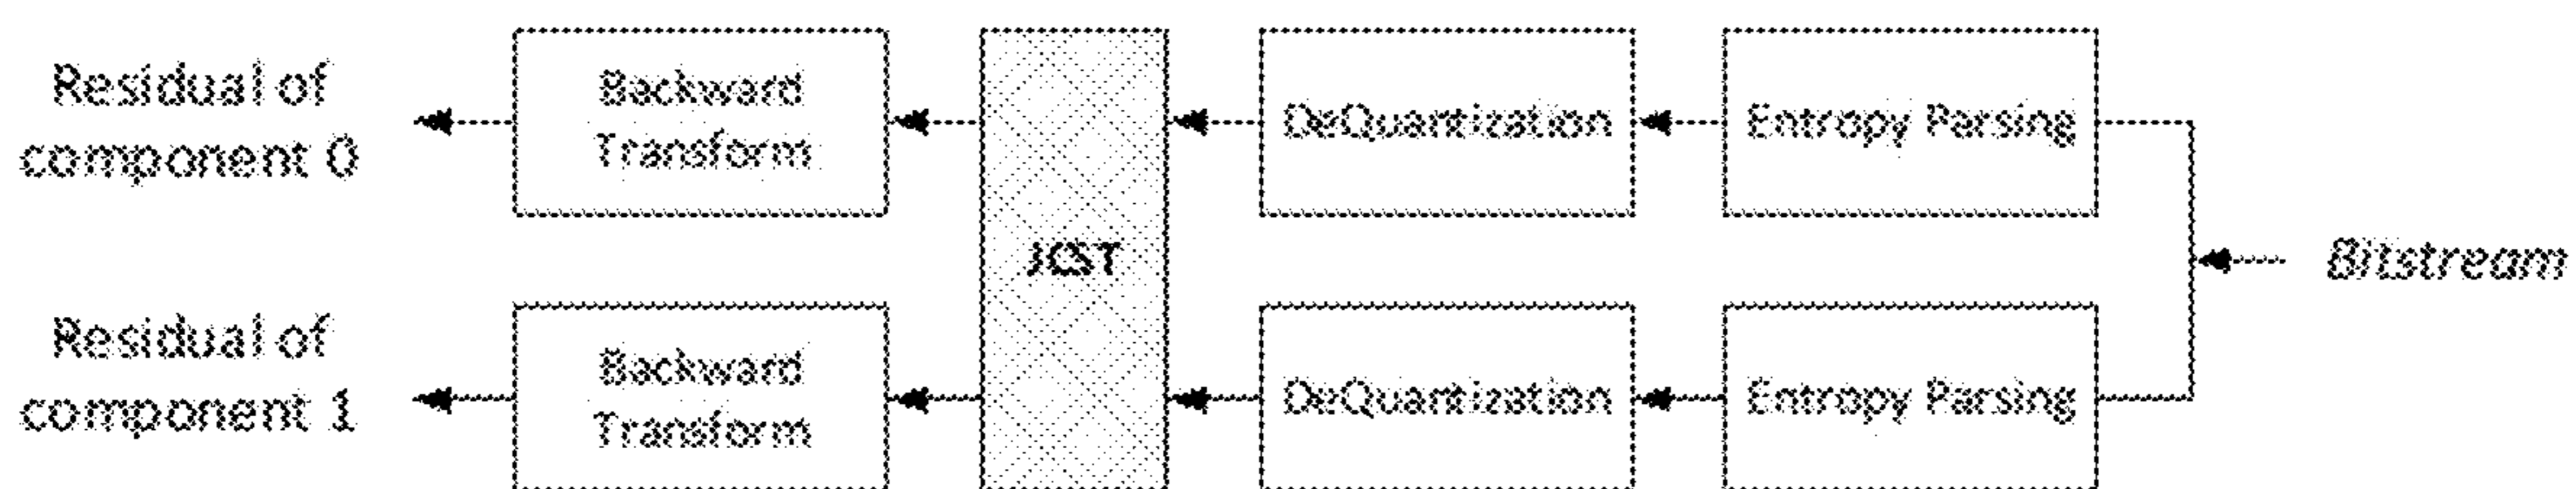 Residual of
component 0
Backward
Transform
DeQuantization
Entropy Parsing
JCST
Bitstream
Residual of
component 1
Backward
Transform
DeQuantization
Entropy Parsing